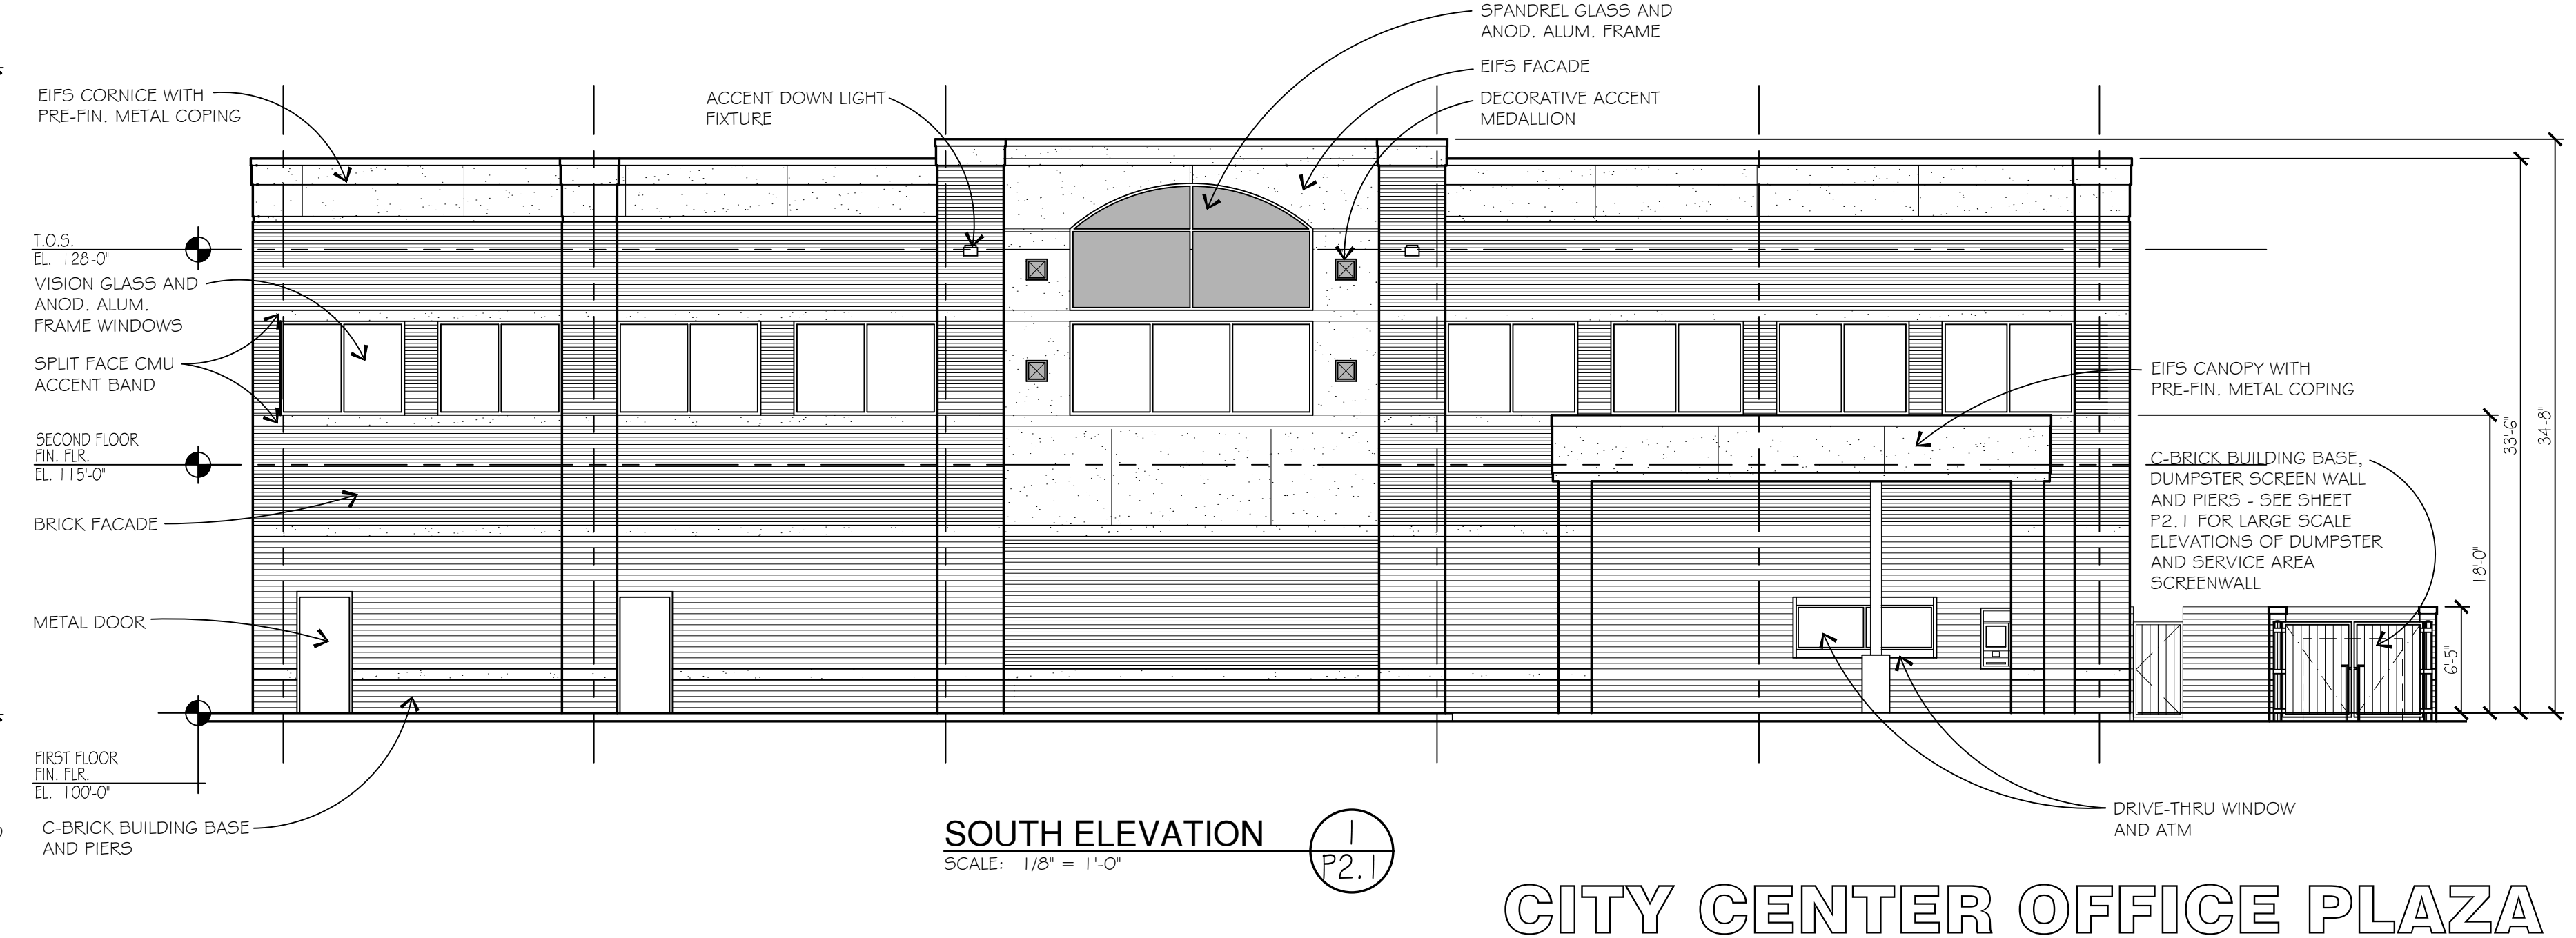 SPANDREL GLASS AND
ANOD. ALUM. FRAME
EIFS FACADE
DECORATIVE ACCENT
MEDALLION
ACCENT DOWN LIGHT
FIXTURE
EIFS CORNICE WITH
PRE-FIN. METAL COPING
T.O.S.
EL. 128'-0"
VISION GLASS AND
ANOD. ALUM.
FRAME WINDOWS
SPLIT FACE CMU
ACCENT BAND
SECOND FLOOR
FIN. FLR.
EL. 115'-0"
BRICK FACADE
METAL DOOR
FIRST FLOOR
FIN. FLR.
EL. 100'-0"
C-BRICK BUILDING BASE
AND PIERS
EIFS CANOPY WITH
PRE-FIN. METAL COPING
C-BRICK BUILDING BASE,
DUMPSTER SCREEN WALL
AND PIERS - SEE SHEET
P2.1 FOR LARGE SCALE
ELEVATIONS OF DUMPSTER
AND SERVICE AREA
SCREENWALL
6'-5"
18'-0"
33'-6"
34'-8"
DRIVE-THRU WINDOW
AND ATM
SOUTH ELEVATION
SCALE: 1/8" = 1'-0"
1
P2.1
CITY CENTER OFFICE PLAZA